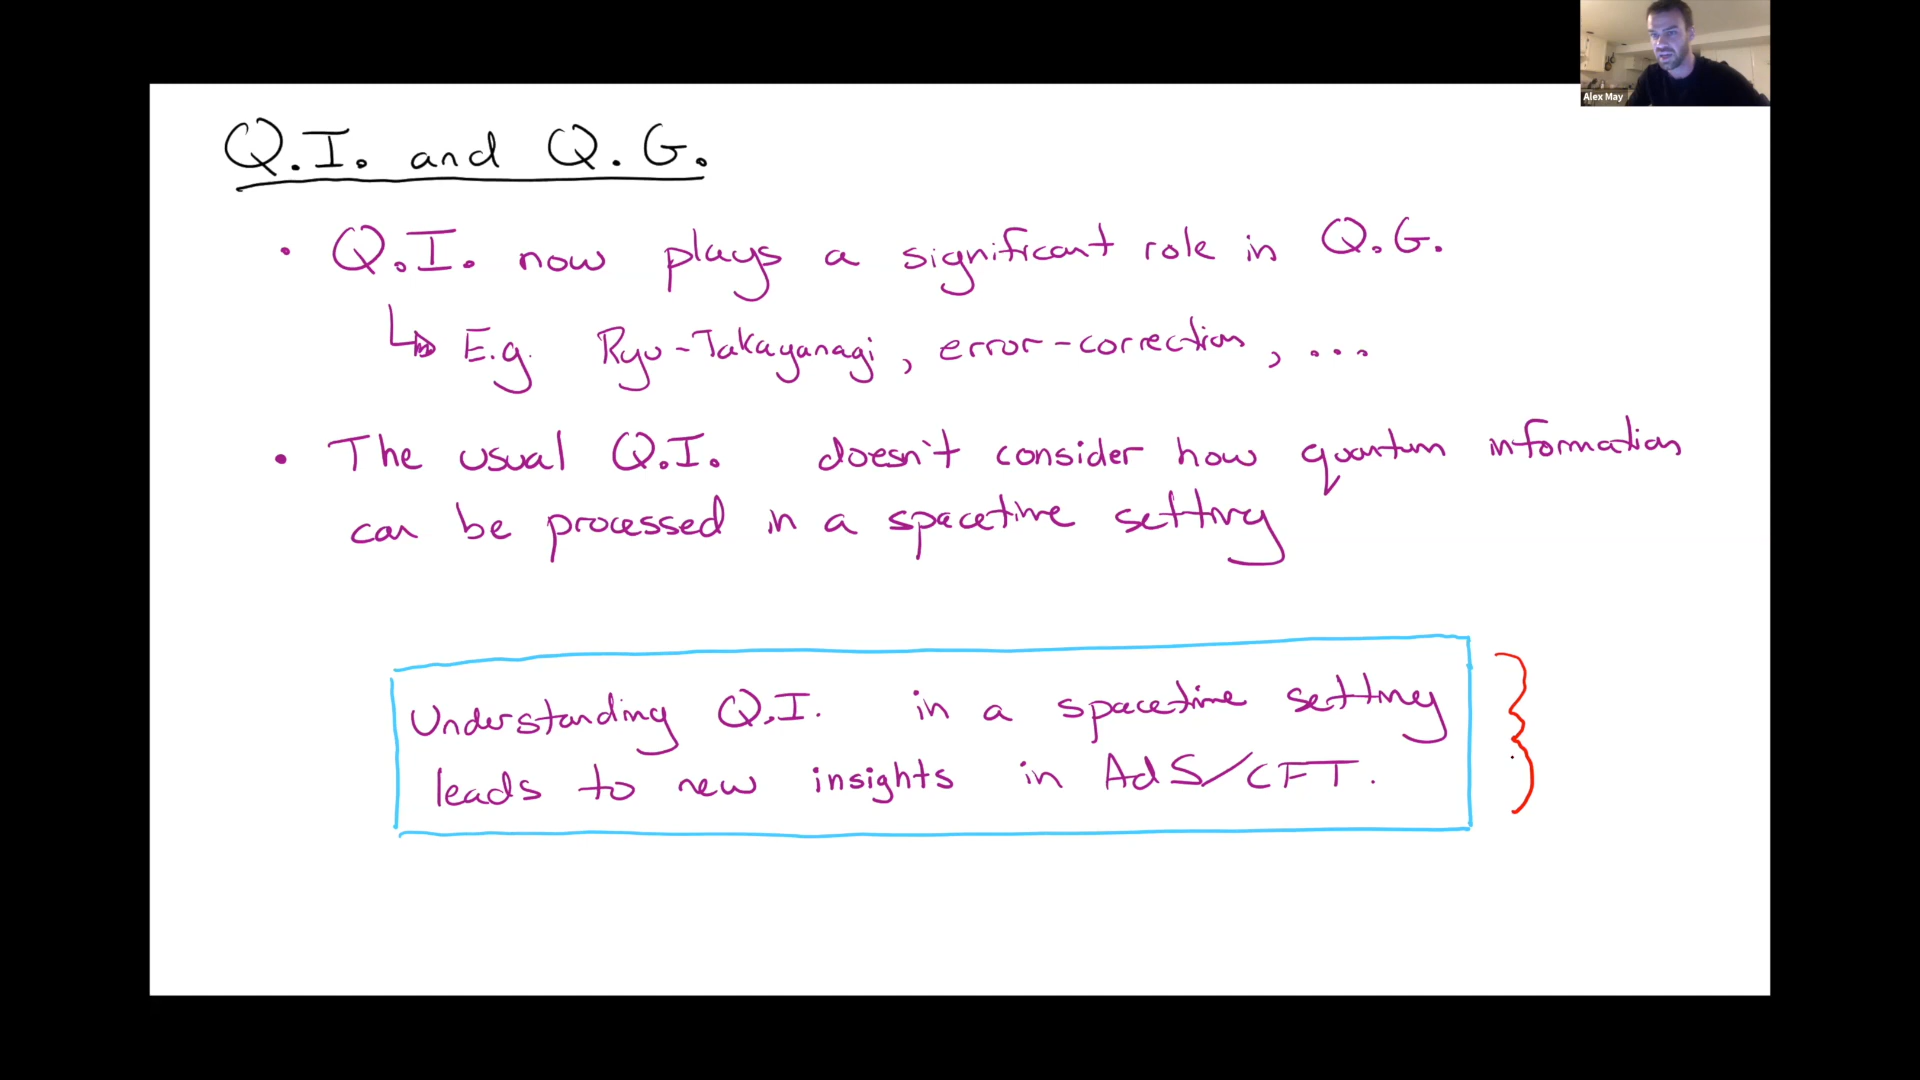 Alex May
Q.I. and Q.G.
• Q.I. now plays a significant role in Q.G.
↳ E.g. Ryu-Takayanagi, error-correction, ...
• The usual Q.I. doesn't consider how quantum information
can be processed in a spacetime setting
Understanding Q.I. in a spacetime setting
leads to new insights in AdS/CFT.